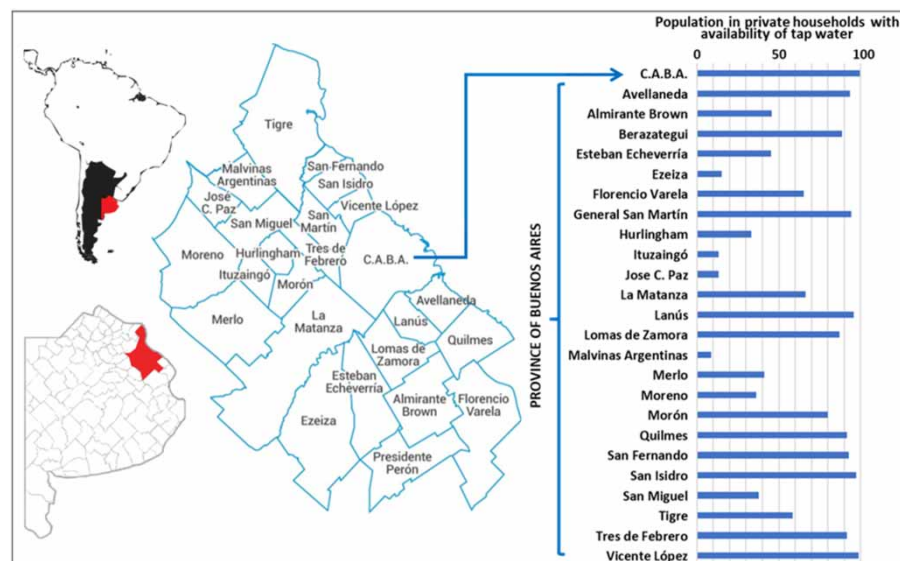 Population in private households with
availability of tap water
0 50 100
C.A.B.A.
Avellaneda
Almirante Brown
Berazategui
Esteban Echeverría
Ezeiza
Florencio Varela
General San Martín
Hurlingham
Ituzaingó
Jose C. Paz
La Matanza
Lanús
Lomas de Zamora
Malvinas Argentinas
Merlo
Moreno
Morón
Quilmes
San Fernando
San Isidro
San Miguel
Tigre
Tres de Febrero
Vicente López
PROVINCE OF BUENOS AIRES
Tigre
Malvinas
Argentinas
San Fernando
San Isidro
José
C. Paz
Vicente López
San Miguel
San
Martín
Moreno
Hurlingham
Tres de
Febrero
C.A.B.A.
Ituzaingó
Morón
Avellaneda
Merlo
La
Matanza
Lanús
Quilmes
Lomas de
Zamora
Esteban
Echeverría
Almirante
Brown
Florencio
Varela
Ezeiza
Presidente
Perón